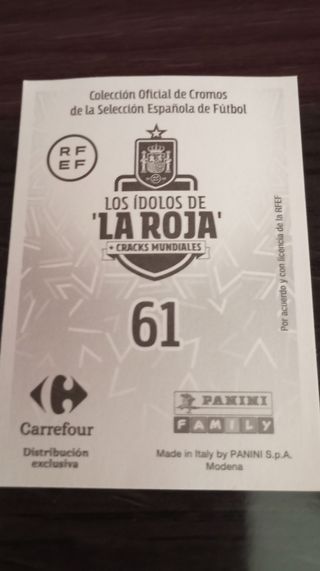 Colección Oficial de Cromos
de la Selección Española de Fútbol
RF
EF
LOS ÍDOLOS DE
'LA ROJA'
+ CRACKS MUNDIALES
Por acuerdo y con licencia de la RFEF
61
Carrefour
Distribución
exclusiva
PANINI
FAMILY
Made in Italy by PANINI S.p.A.
Modena